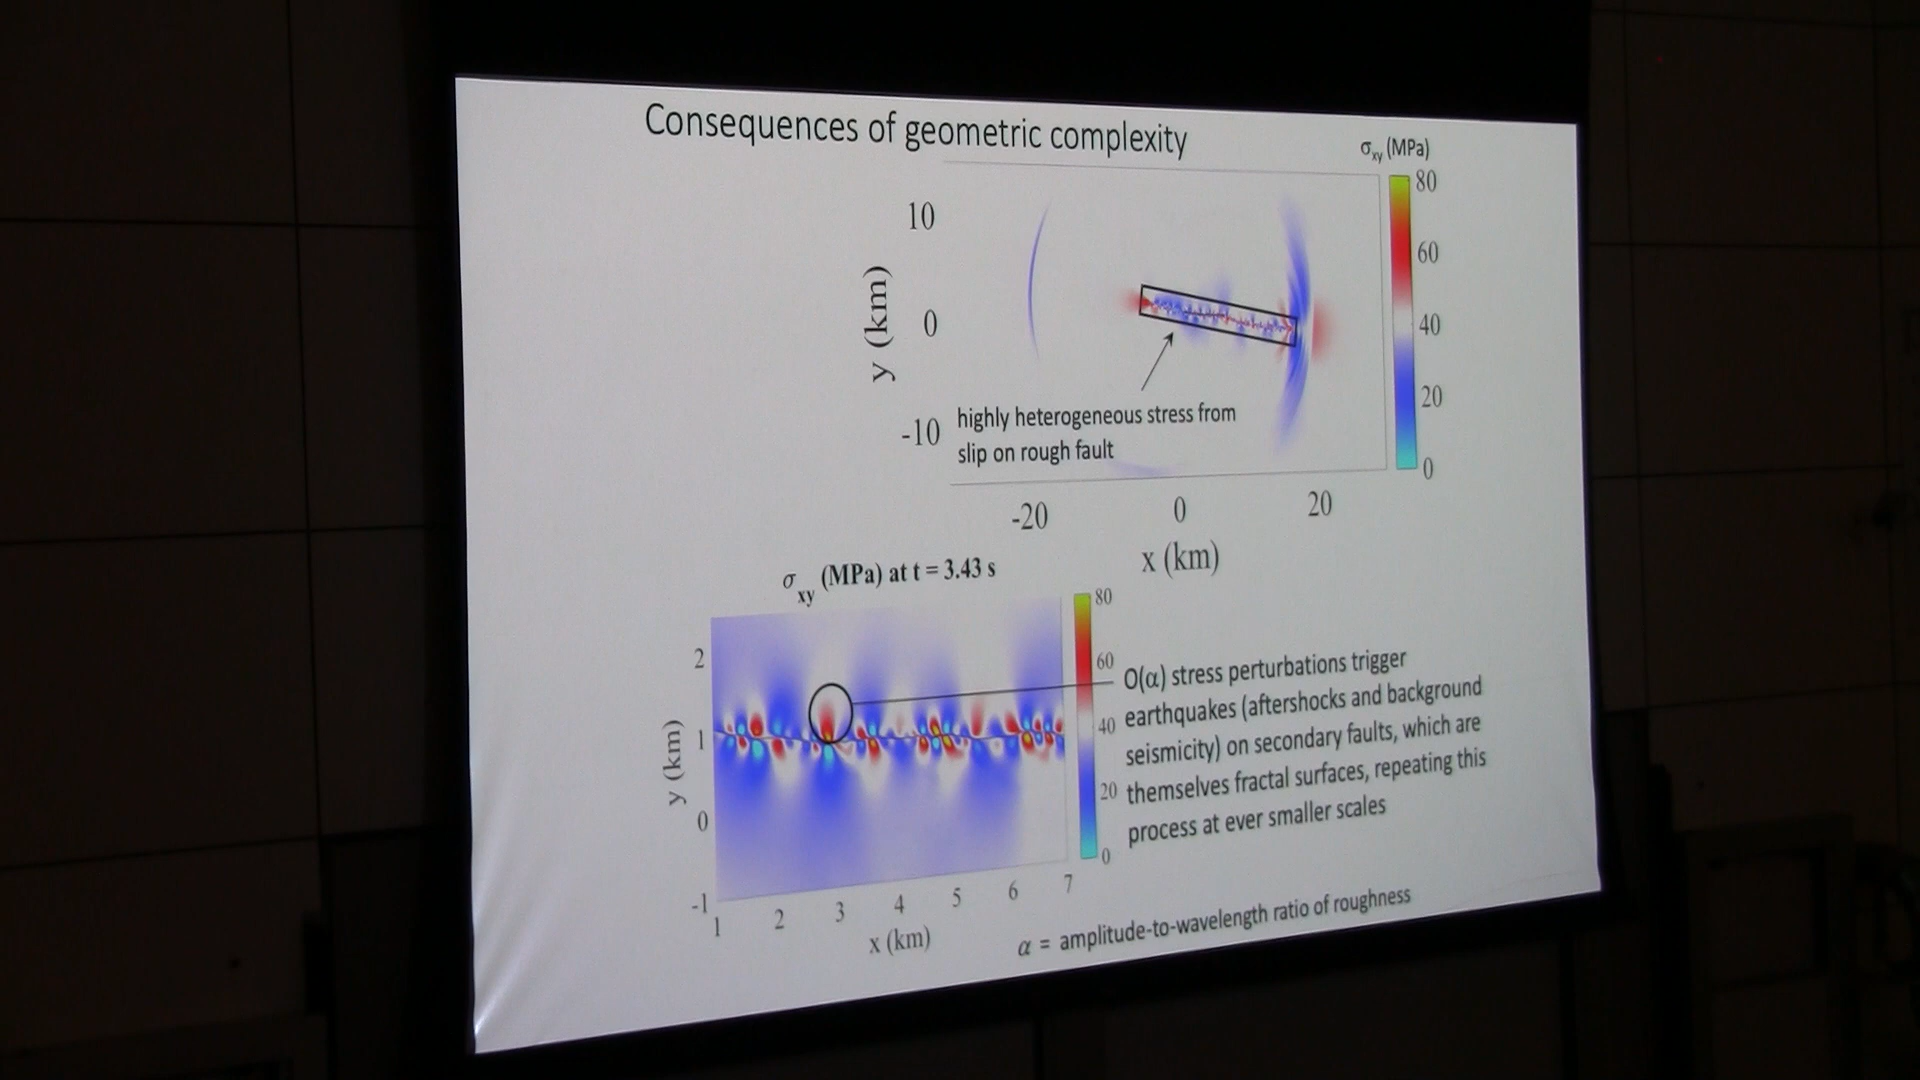 Consequences of geometric complexity
σxy (MPa)
80
60
40
20
0
10
0
-10
y (km)
highly heterogeneous stress from
slip on rough fault
-20 0 20
x (km)
σxy (MPa) at t = 3.43 s
80
60
40
20
0
2
1
0
-1
y (km)
1 2 3 4 5 6 7
x (km)
O(α) stress perturbations trigger
earthquakes (aftershocks and background
seismicity) on secondary faults, which are
themselves fractal surfaces, repeating this
process at ever smaller scales
α = amplitude-to-wavelength ratio of roughness